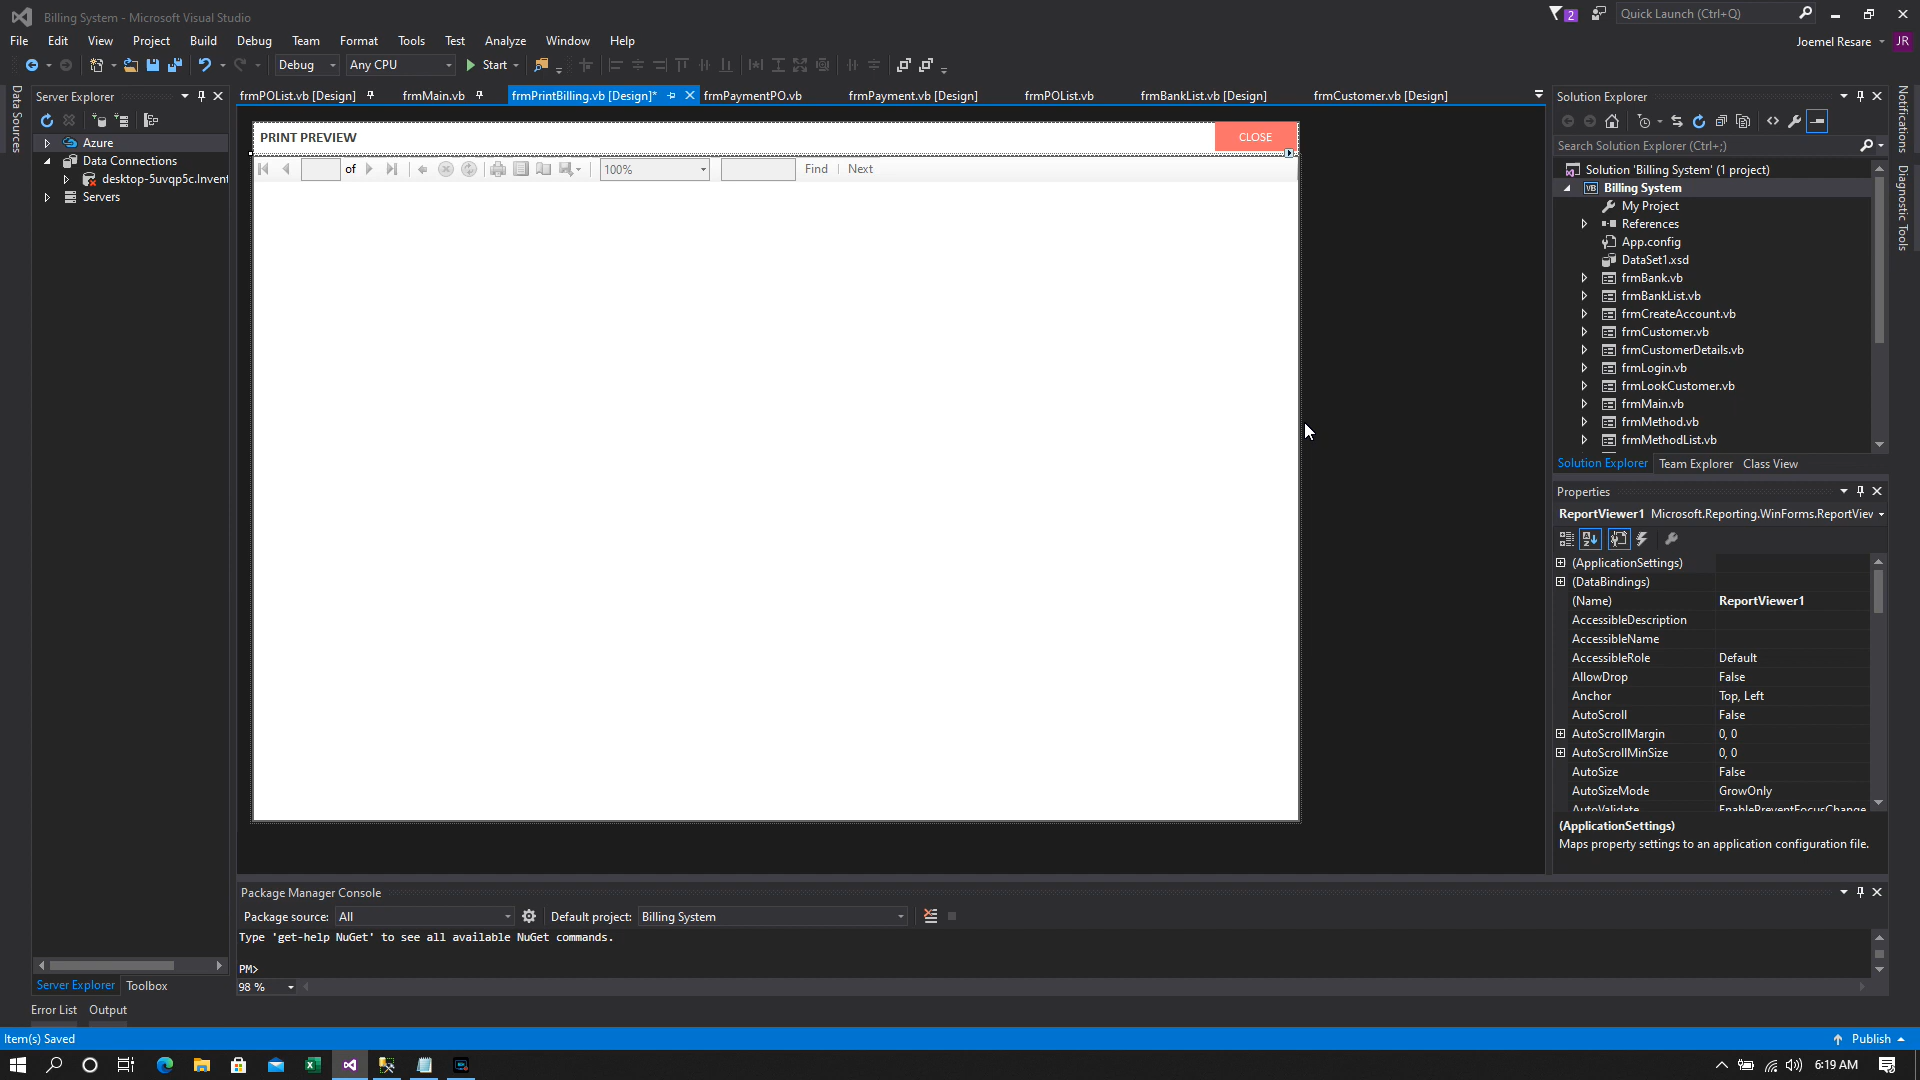 Billing System - Microsoft Visual Studio
2
Quick Launch (Ctrl+Q)
File Edit View Project Build Debug Team Format Tools Test Analyze Window Help
Joemel Resare JR
Debug Any CPU Start
Data Sources
Server Explorer
Azure
Data Connections
desktop-5uvqp5c.Invent
Servers
Server Explorer Toolbox
Error List Output
frmPOList.vb [Design] frmMain.vb frmPrintBilling.vb [Design]* frmPaymentPO.vb frmPayment.vb [Design] frmPOList.vb frmBankList.vb [Design] frmCustomer.vb [Design]
PRINT PREVIEW CLOSE
of 100% Find Next
Package Manager Console
Package source: All Default project: Billing System
Type 'get-help NuGet' to see all available NuGet commands.
PM>
98 %
Solution Explorer
Search Solution Explorer (Ctrl+;)
Solution 'Billing System' (1 project)
VB Billing System
My Project
References
App.config
DataSet1.xsd
frmBank.vb
frmBankList.vb
frmCreateAccount.vb
frmCustomer.vb
frmCustomerDetails.vb
frmLogin.vb
frmLookCustomer.vb
frmMain.vb
frmMethod.vb
frmMethodList.vb
Solution Explorer Team Explorer Class View
Properties
ReportViewer1 Microsoft.Reporting.WinForms.ReportView
(ApplicationSettings)
(DataBindings)
(Name) ReportViewer1
AccessibleDescription
AccessibleName
AccessibleRole Default
AllowDrop False
Anchor Top, Left
AutoScroll False
AutoScrollMargin 0, 0
AutoScrollMinSize 0, 0
AutoSize False
AutoSizeMode GrowOnly
AutoValidate EnablePreventFocusChange
(ApplicationSettings)
Maps property settings to an application configuration file.
Notifications
Diagnostic Tools
Item(s) Saved
Publish
6:19 AM